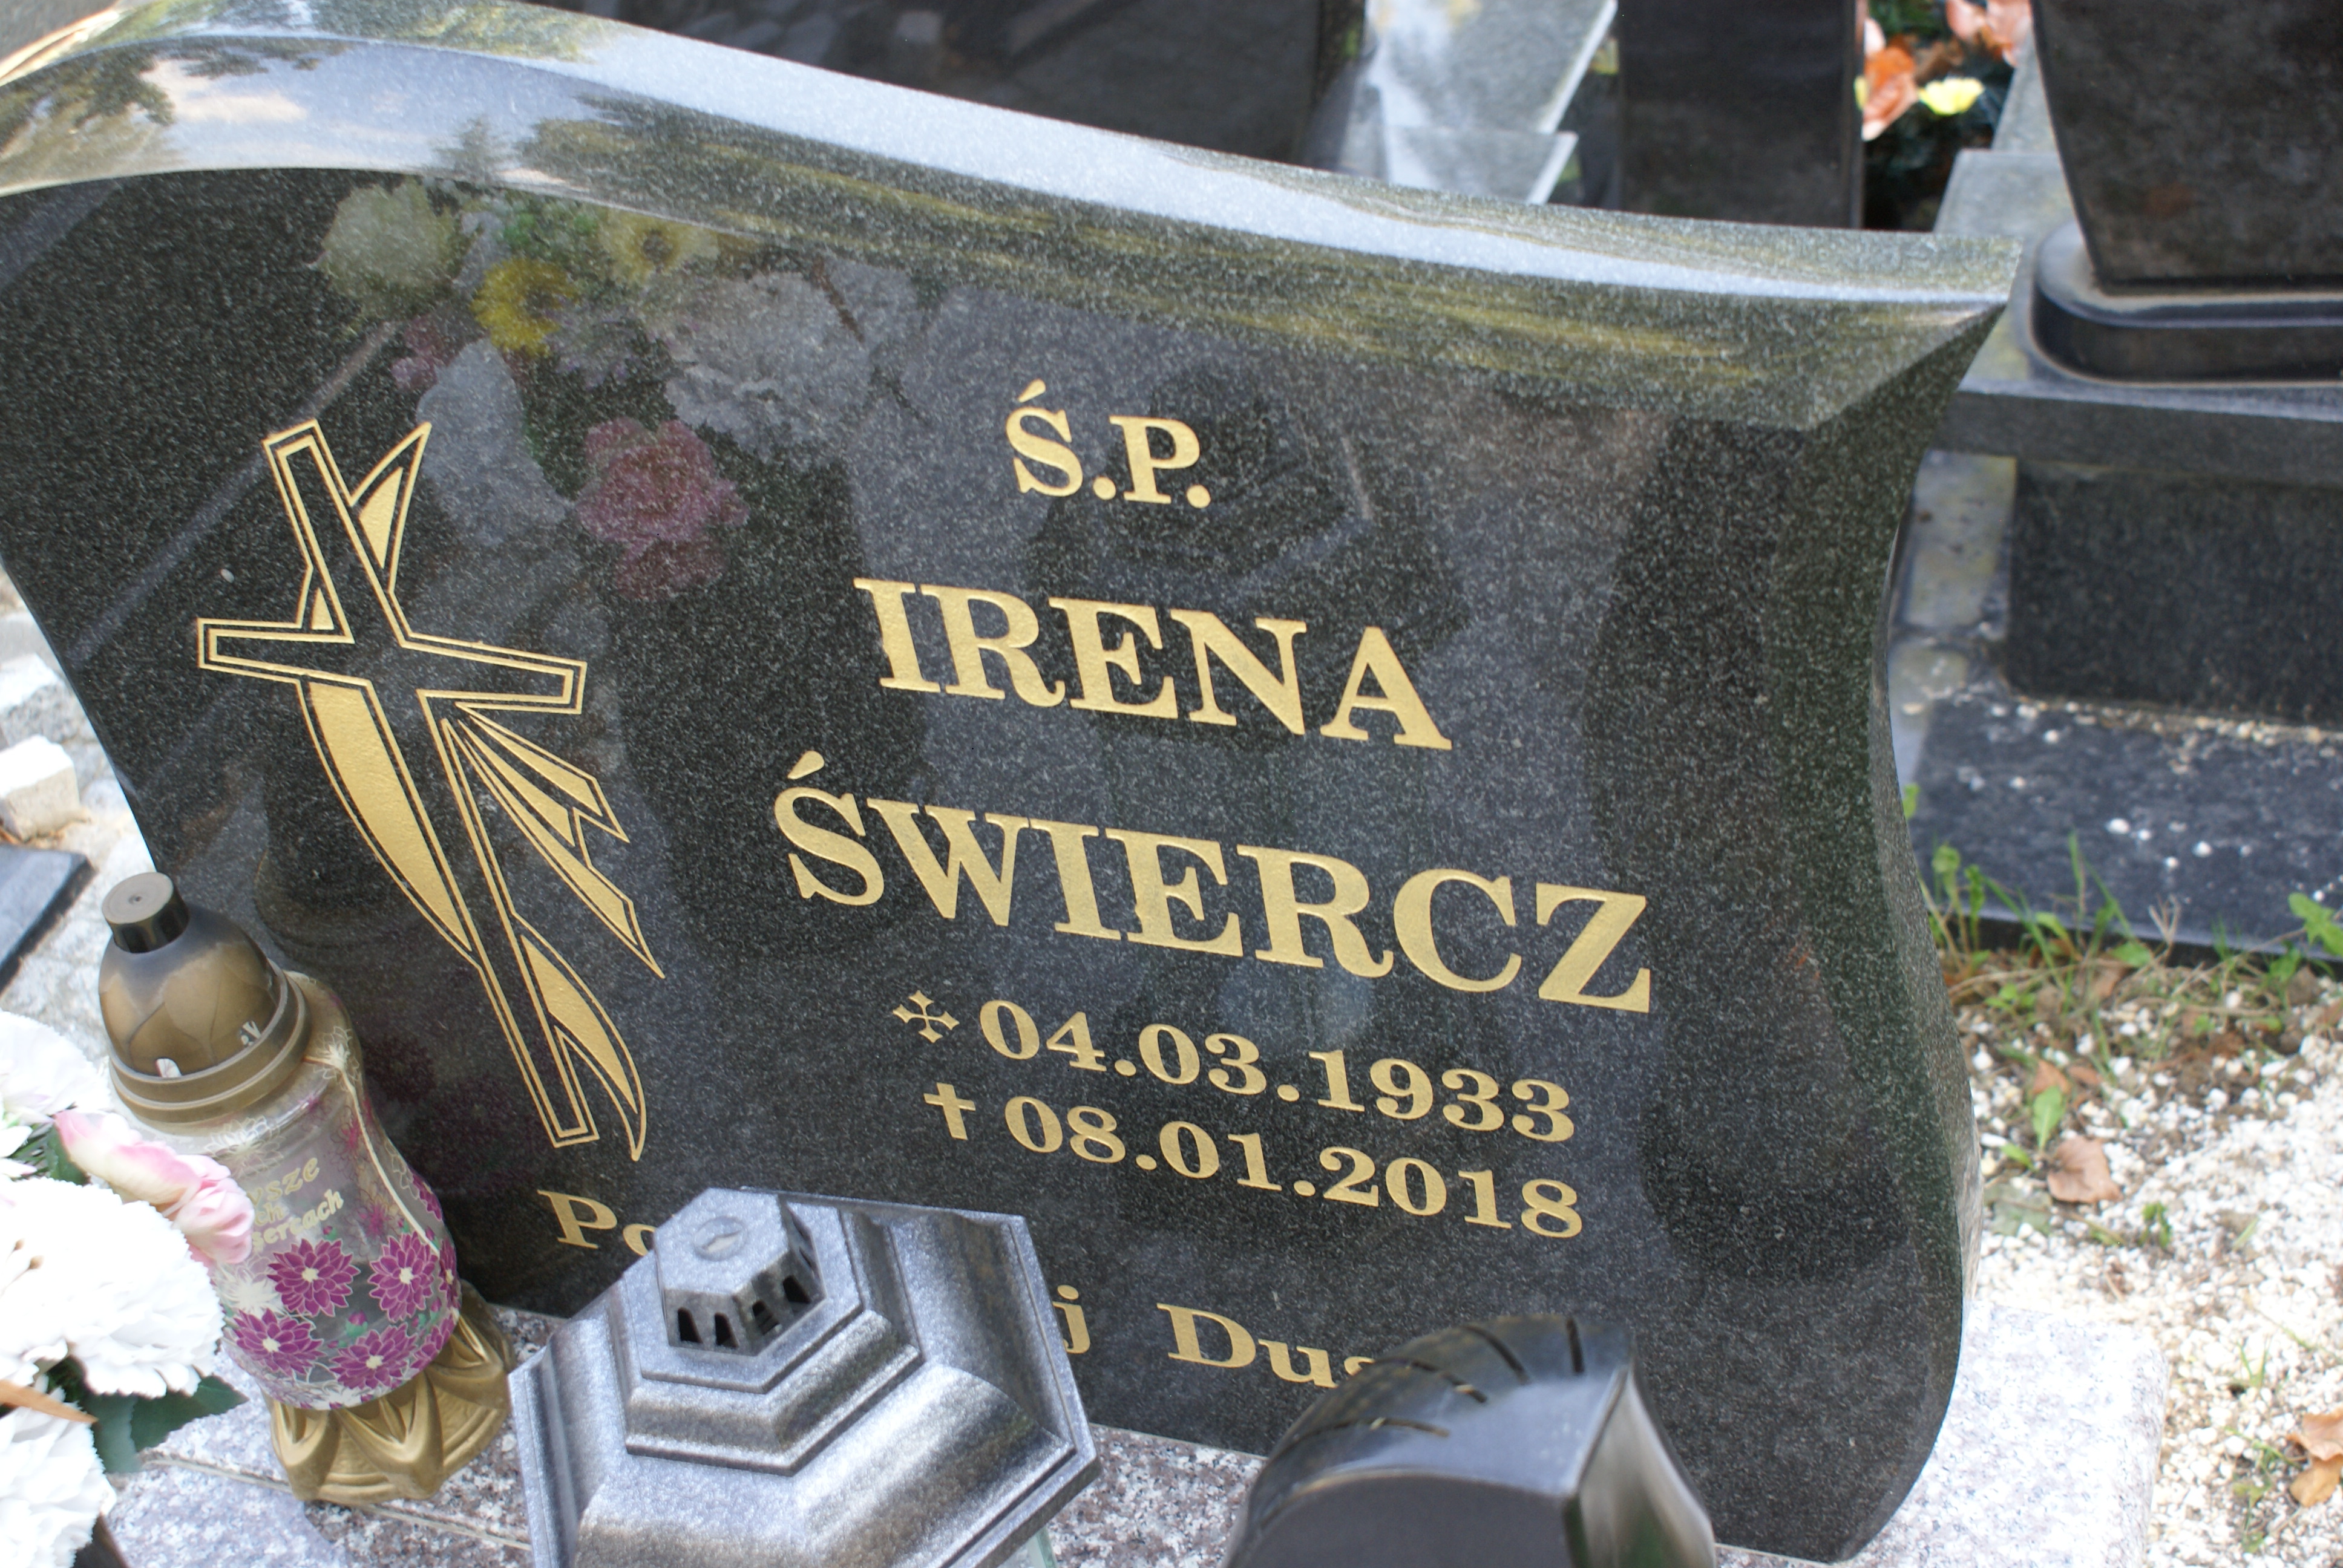 Ś.P.
IRENA
ŚWIERCZ
04.03.1933
✝ 08.01.2018